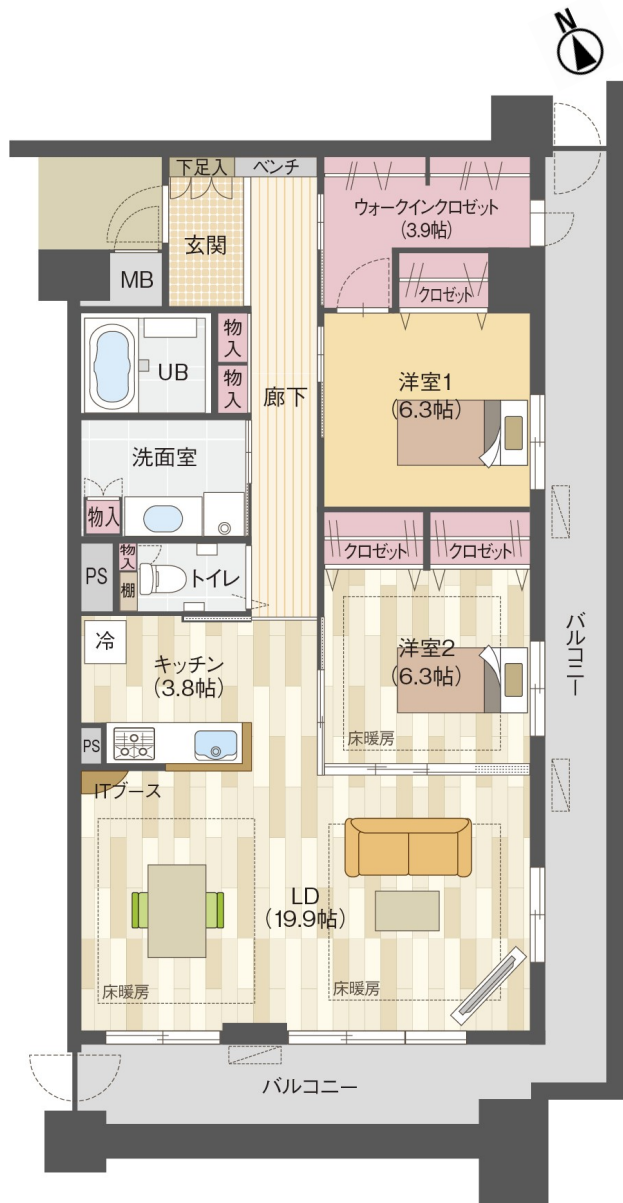 N
下足入
ベンチ
ウォークインクロゼット
(3.9帖)
玄関
MB
クロゼット
物入
UB
物入
廊下
洋室1
(6.3帖)
洗面室
物入
クロゼット
クロゼット
PS
物入
棚
トイレ
バルコニー
冷
キッチン
(3.8帖)
洋室2
(6.3帖)
床暖房
PS
ITブース
LD
(19.9帖)
床暖房
床暖房
バルコニー